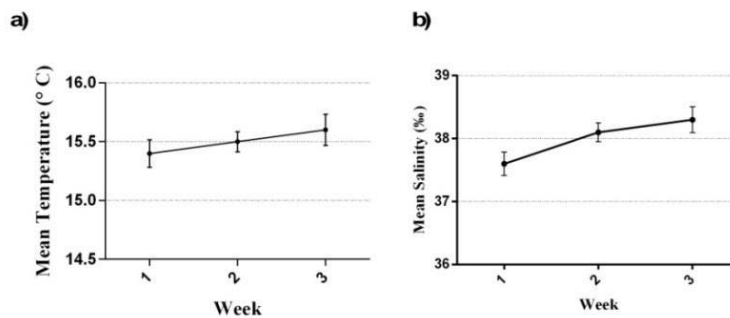 a)
Mean Temperature (° C)
16.0
15.5
15.0
14.5
1
2
3
Week
b)
Mean Salinity (‰)
39
38
37
36
1
2
3
Week